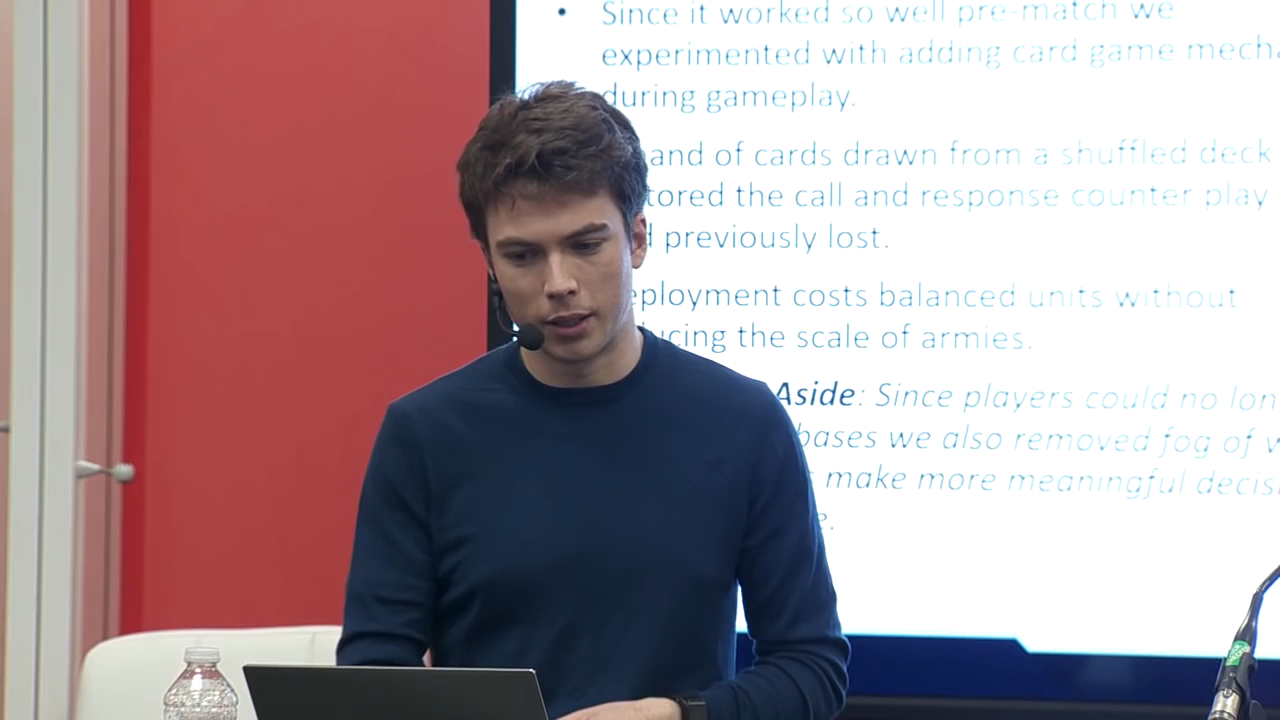 • Since it worked so well pre-match we
experimented with adding card game mecha
during gameplay.
and of cards drawn from a shuffled deck
tored the call and response counter play
d previously lost.
eployment costs balanced units without
ucing the scale of armies.
Aside: Since players could no lon
bases we also removed fog of w
make more meaningful decisi
e.